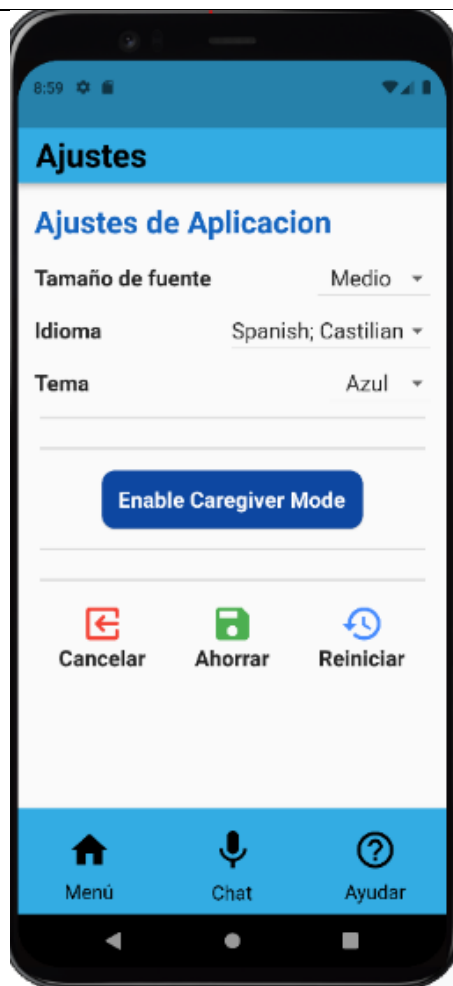 8:59
Ajustes
Ajustes de Aplicacion
Tamaño de fuente Medio
Idioma Spanish; Castilian
Tema Azul
Enable Caregiver Mode
Cancelar Ahorrar Reiniciar
Menú Chat Ayudar